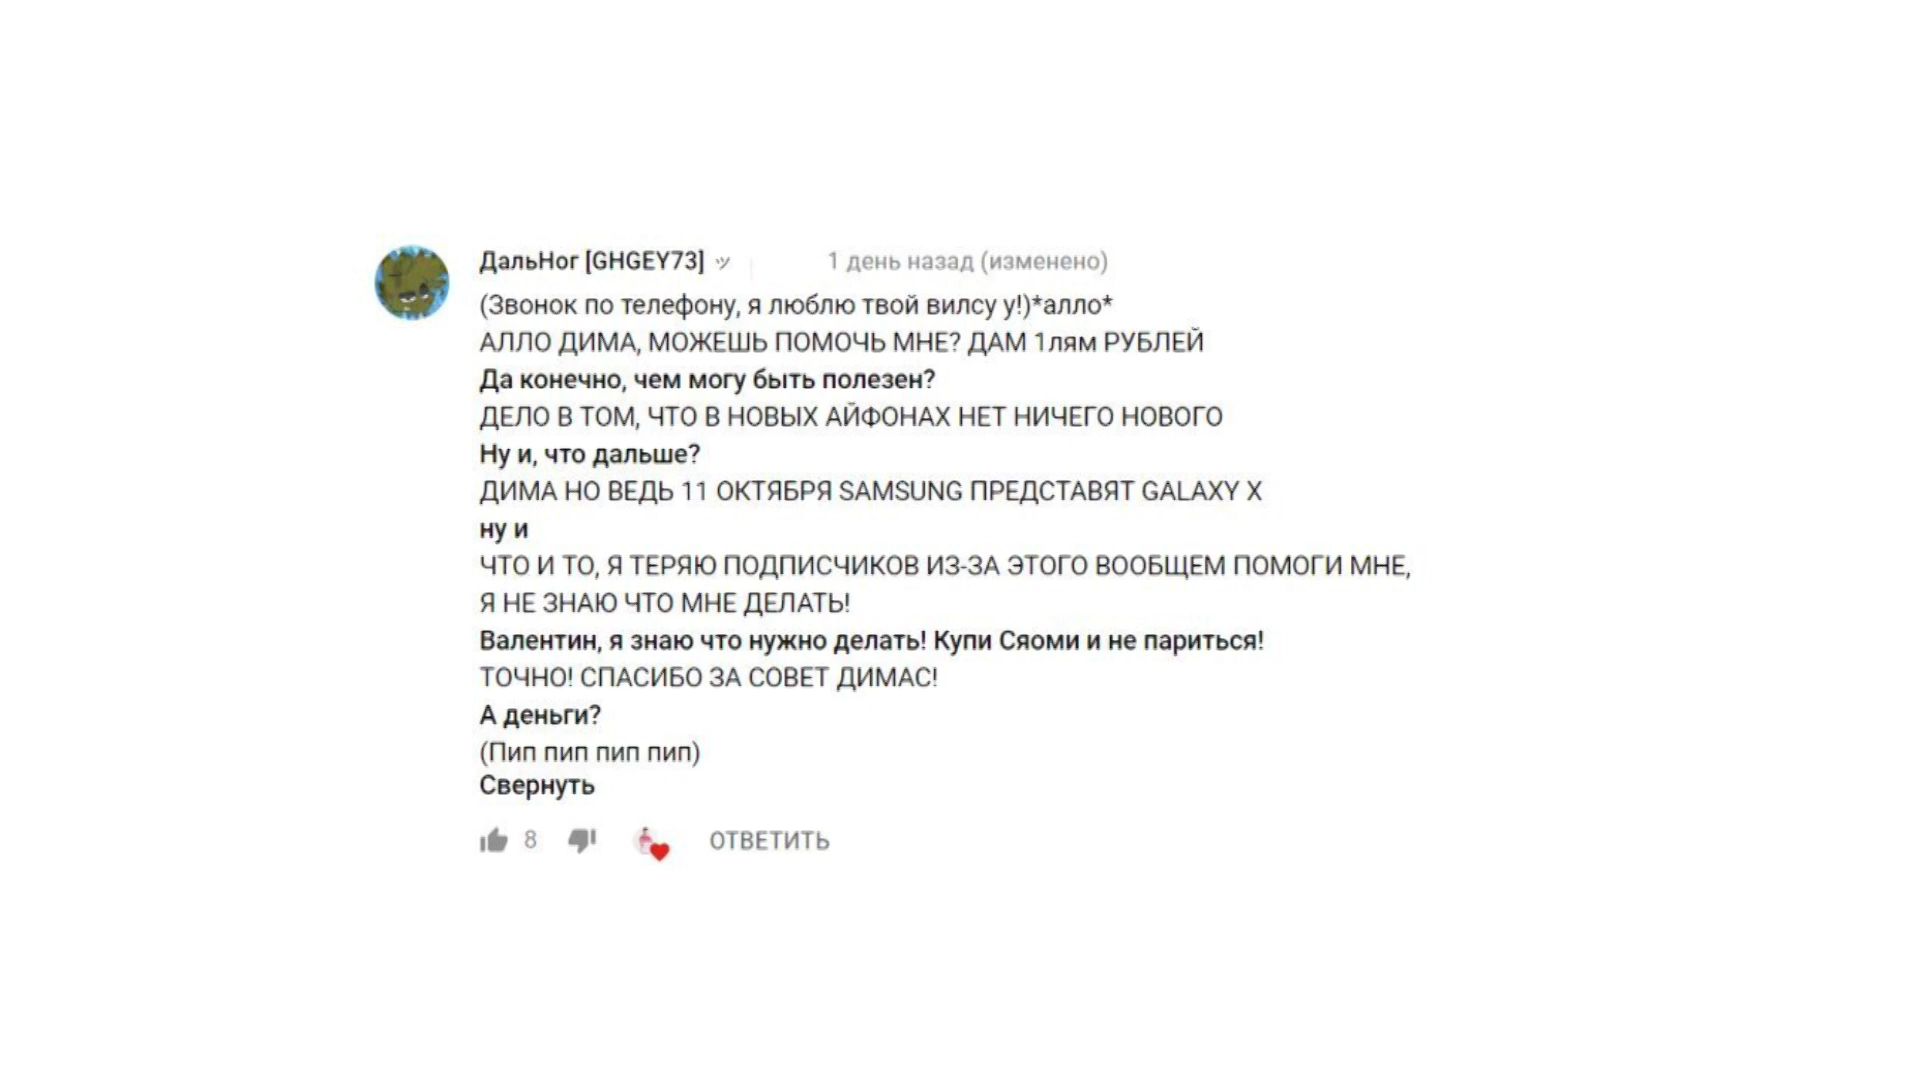 ДальНог [GHGEY73] ツ 1 день назад (изменено)
(Звонок по телефону, я люблю твой вилсу у!)*алло*
АЛЛО ДИМА, МОЖЕШЬ ПОМОЧЬ МНЕ? ДАМ 1лям РУБЛЕЙ
Да конечно, чем могу быть полезен?
ДЕЛО В ТОМ, ЧТО В НОВЫХ АЙФОНАХ НЕТ НИЧЕГО НОВОГО
Ну и, что дальше?
ДИМА НО ВЕДЬ 11 ОКТЯБРЯ SAMSUNG ПРЕДСТАВЯТ GALAXY X
ну и
ЧТО И ТО, Я ТЕРЯЮ ПОДПИСЧИКОВ ИЗ-ЗА ЭТОГО ВООБЩЕМ ПОМОГИ МНЕ,
Я НЕ ЗНАЮ ЧТО МНЕ ДЕЛАТЬ!
Валентин, я знаю что нужно делать! Купи Сяоми и не париться!
ТОЧНО! СПАСИБО ЗА СОВЕТ ДИМАС!
А деньги?
(Пип пип пип пип)
Свернуть
8 ОТВЕТИТЬ